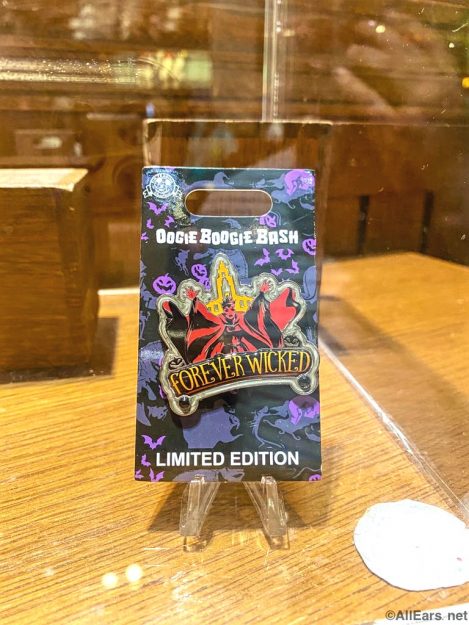 OOGIE BOOGIE BASH
FOREVER WICKED
LIMITED EDITION
©AllEars.net